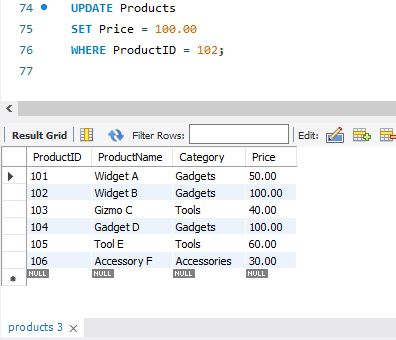 74 UPDATE Products
75 SET Price = 100.00
76 WHERE ProductID = 102;
77
Result Grid Filter Rows: Edit:
ProductID ProductName Category Price
101 Widget A Gadgets 50.00
102 Widget B Gadgets 100.00
103 Gizmo C Tools 40.00
104 Gadget D Gadgets 100.00
105 Tool E Tools 60.00
106 Accessory F Accessories 30.00
NULL NULL NULL NULL
products 3